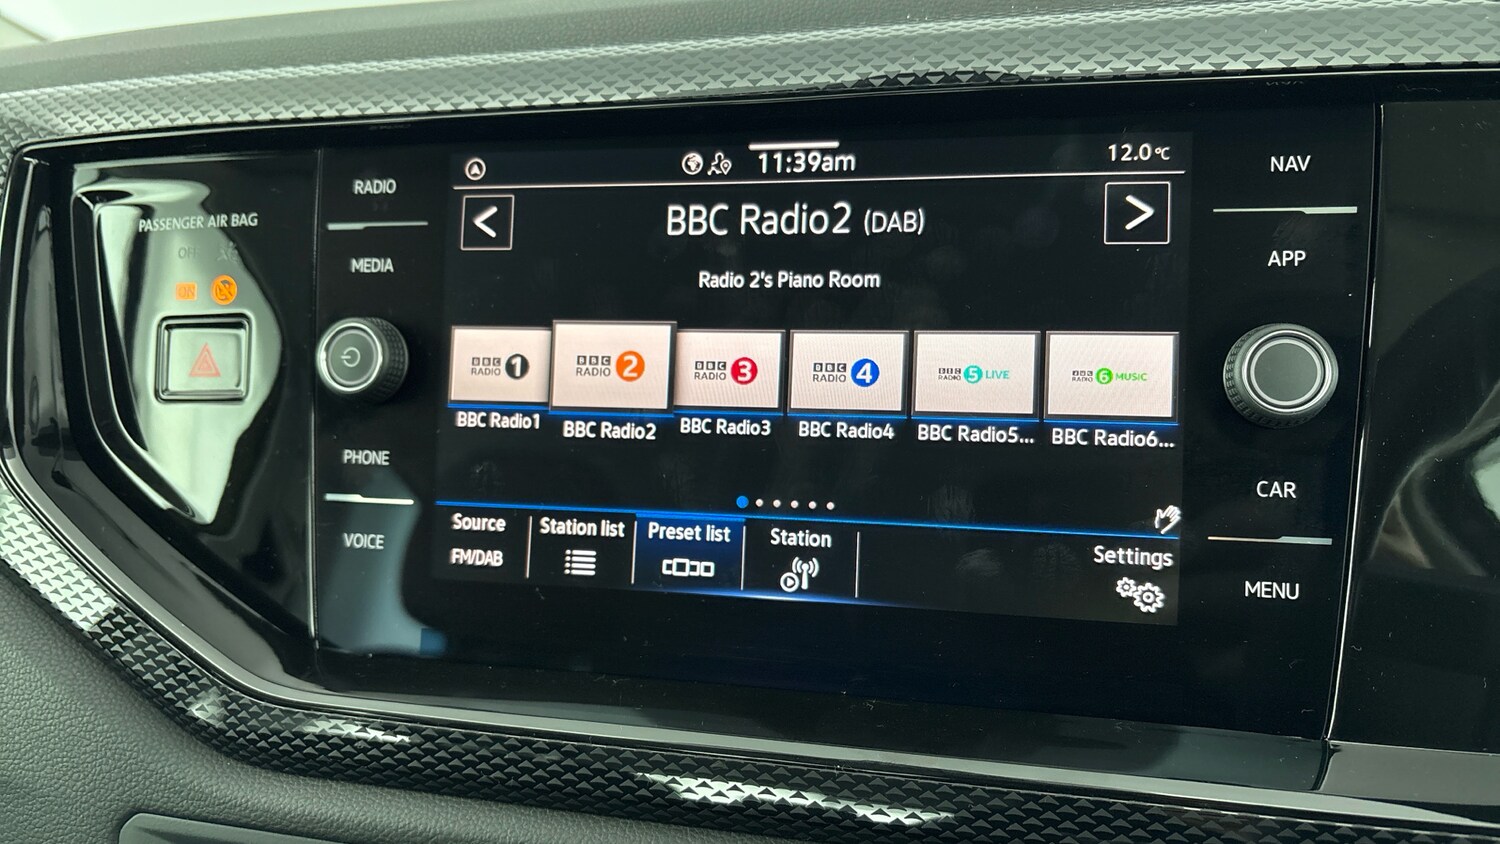 PASSENGER AIR BAG
OFF
ON
RADIO
MEDIA
PHONE
VOICE
11:39am
12.0°C
BBC Radio2 (DAB)
Radio 2's Piano Room
BBC RADIO 1
BBC RADIO 2
BBC RADIO 3
BBC RADIO 4
BBC RADIO 5 LIVE
BBC RADIO 6 MUSIC
BBC Radio1
BBC Radio2
BBC Radio3
BBC Radio4
BBC Radio5...
BBC Radio6...
Source
FM/DAB
Station list
Preset list
Station
Settings
NAV
APP
CAR
MENU